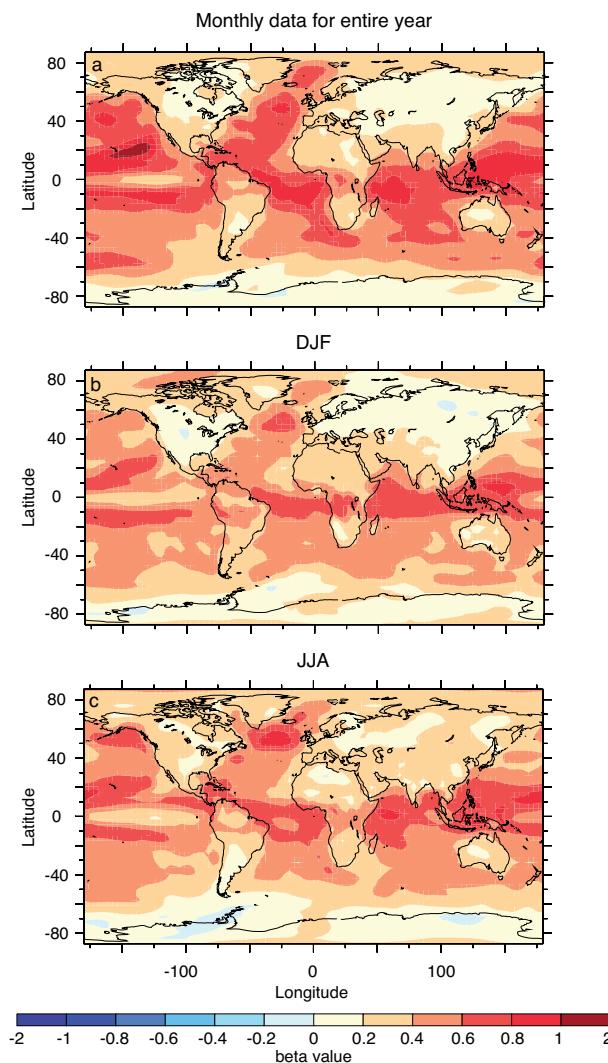 Monthly data for entire year
a
80
40
0
-40
-80
Latitude
DJF
b
80
40
0
-40
-80
Latitude
JJA
c
80
40
0
-40
-80
Latitude
-100 0 100
Longitude
-2 -1 -0.8 -0.6 -0.4 -0.2 0 0.2 0.4 0.6 0.8 1 2
beta value